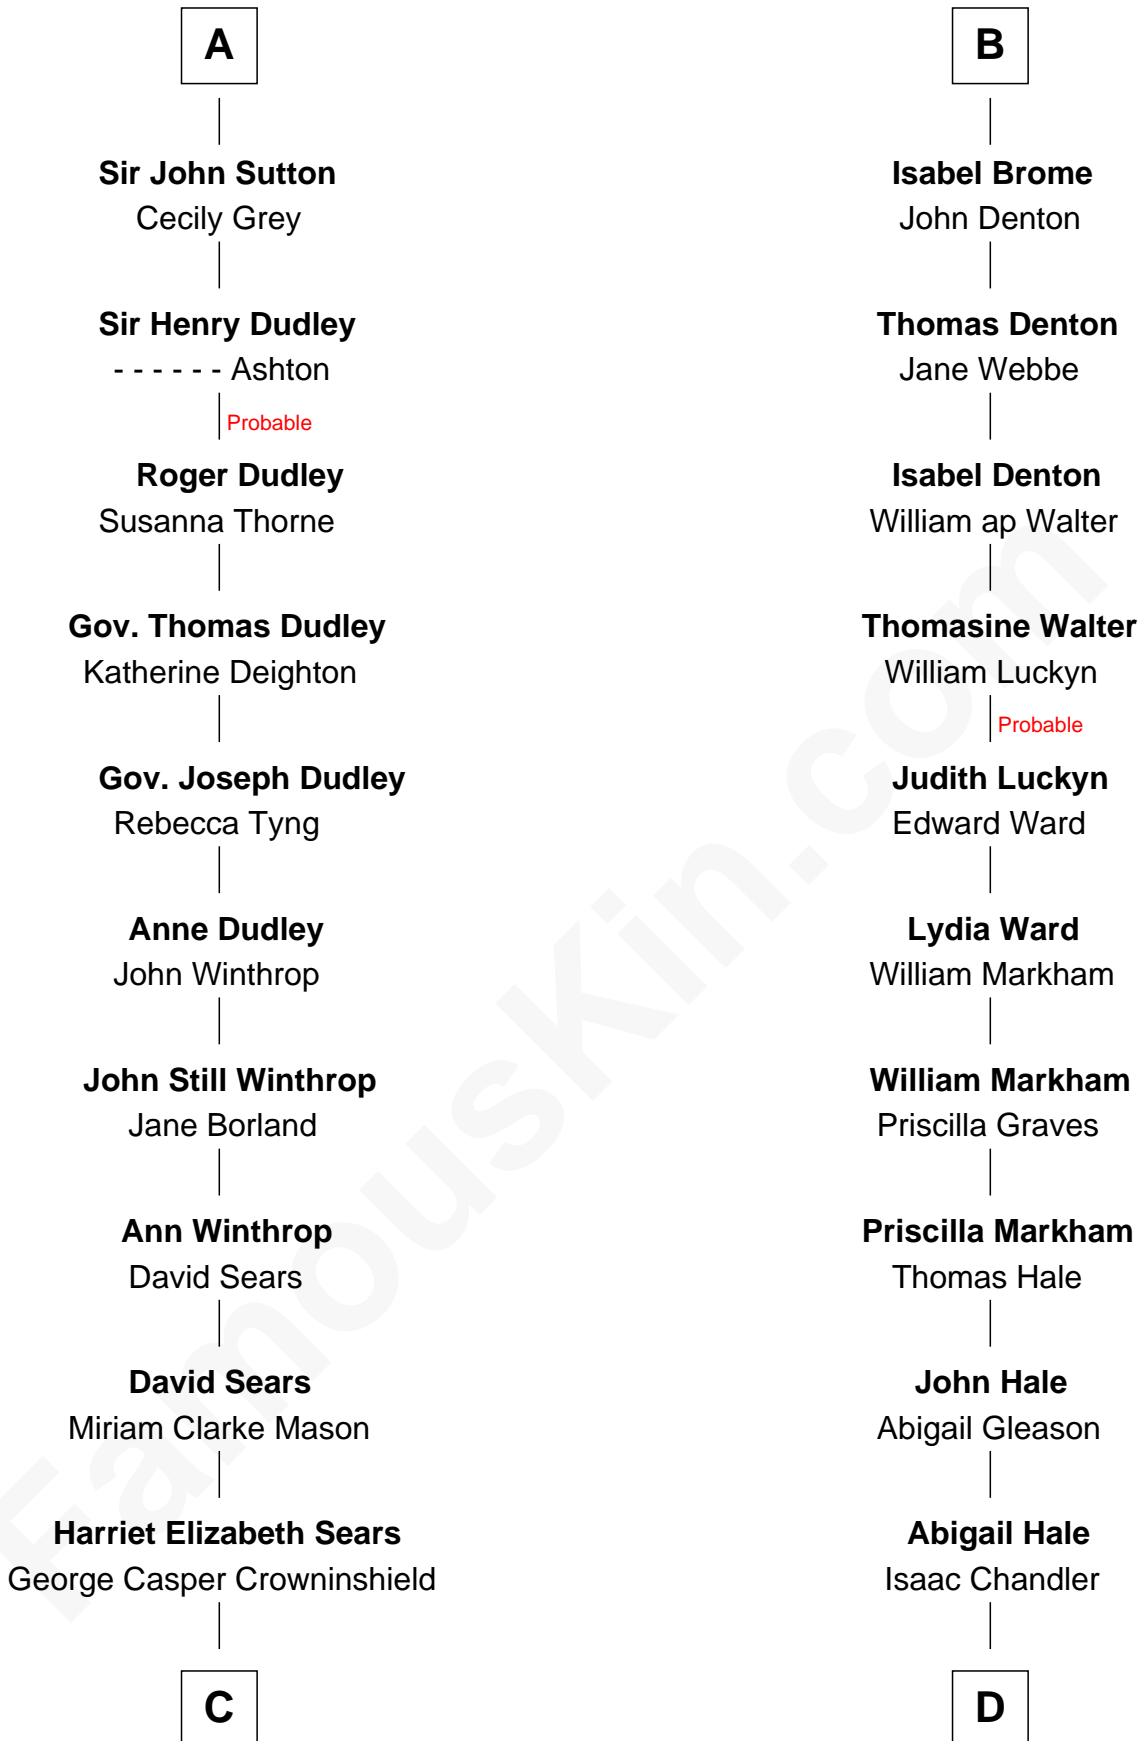 A
Sir John Sutton
Cecily Grey
Sir Henry Dudley
- - - - - - Ashton
Probable
Roger Dudley
Susanna Thorne
Gov. Thomas Dudley
Katherine Deighton
Gov. Joseph Dudley
Rebecca Tyng
Anne Dudley
John Winthrop
John Still Winthrop
Jane Borland
Ann Winthrop
David Sears
David Sears
Miriam Clarke Mason
Harriet Elizabeth Sears
George Casper Crowninshield
C
B
Isabel Brome
John Denton
Thomas Denton
Jane Webbe
Isabel Denton
William ap Walter
Thomasine Walter
William Luckyn
Probable
Judith Luckyn
Edward Ward
Lydia Ward
William Markham
William Markham
Priscilla Graves
Priscilla Markham
Thomas Hale
John Hale
Abigail Gleason
Abigail Hale
Isaac Chandler
D
FamousKin.com